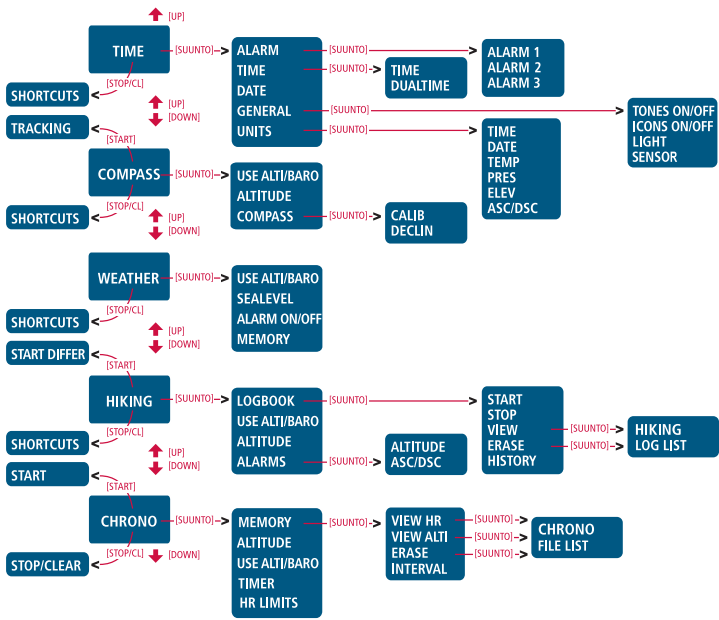 [UP]
TIME
[SUUNTO]
ALARM
TIME
DATE
GENERAL
UNITS
[SUUNTO]
ALARM 1
ALARM 2
ALARM 3
[SUUNTO]
TIME
DUALTIME
[SUUNTO]
TONES ON/OFF
ICONS ON/OFF
LIGHT
SENSOR
[SUUNTO]
TIME
DATE
TEMP
PRES
ELEV
ASC/DSC
[STOP/CL]
SHORTCUTS
[UP]
[DOWN]
TRACKING
[START]
COMPASS
[SUUNTO]
USE ALTI/BARO
ALTITUDE
COMPASS
[SUUNTO]
CALIB
DECLIN
[STOP/CL]
SHORTCUTS
[UP]
[DOWN]
WEATHER
[SUUNTO]
USE ALTI/BARO
SEALEVEL
ALARM ON/OFF
MEMORY
[STOP/CL]
SHORTCUTS
[UP]
[DOWN]
START DIFFER
[START]
HIKING
[SUUNTO]
LOGBOOK
USE ALTI/BARO
ALTITUDE
ALARMS
[SUUNTO]
START
STOP
VIEW
ERASE
HISTORY
[SUUNTO]
[SUUNTO]
HIKING
LOG LIST
[SUUNTO]
ALTITUDE
ASC/DSC
[STOP/CL]
SHORTCUTS
[UP]
[DOWN]
START
[START]
CHRONO
[SUUNTO]
MEMORY
ALTITUDE
USE ALTI/BARO
TIMER
HR LIMITS
[SUUNTO]
VIEW HR
VIEW ALTI
ERASE
INTERVAL
[SUUNTO]
[SUUNTO]
[SUUNTO]
CHRONO
FILE LIST
[STOP/CL]
STOP/CLEAR
[DOWN]